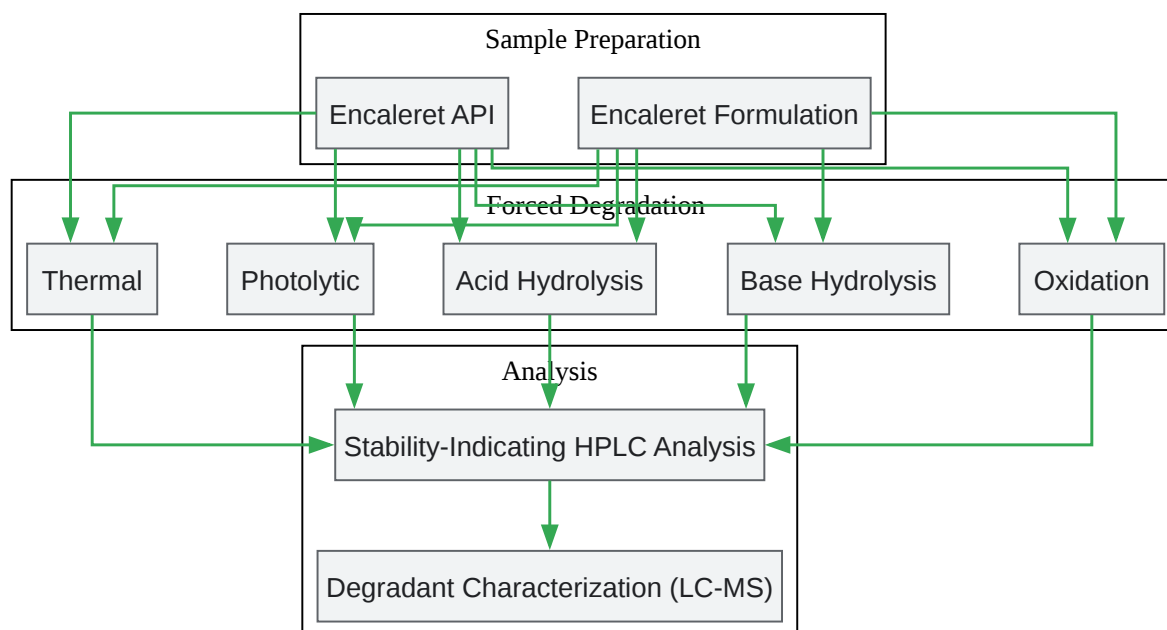 Sample Preparation
Encaleret API
Encaleret Formulation
Forced Degradation
Thermal
Photolytic
Acid Hydrolysis
Base Hydrolysis
Oxidation
Analysis
Stability-Indicating HPLC Analysis
Degradant Characterization (LC-MS)